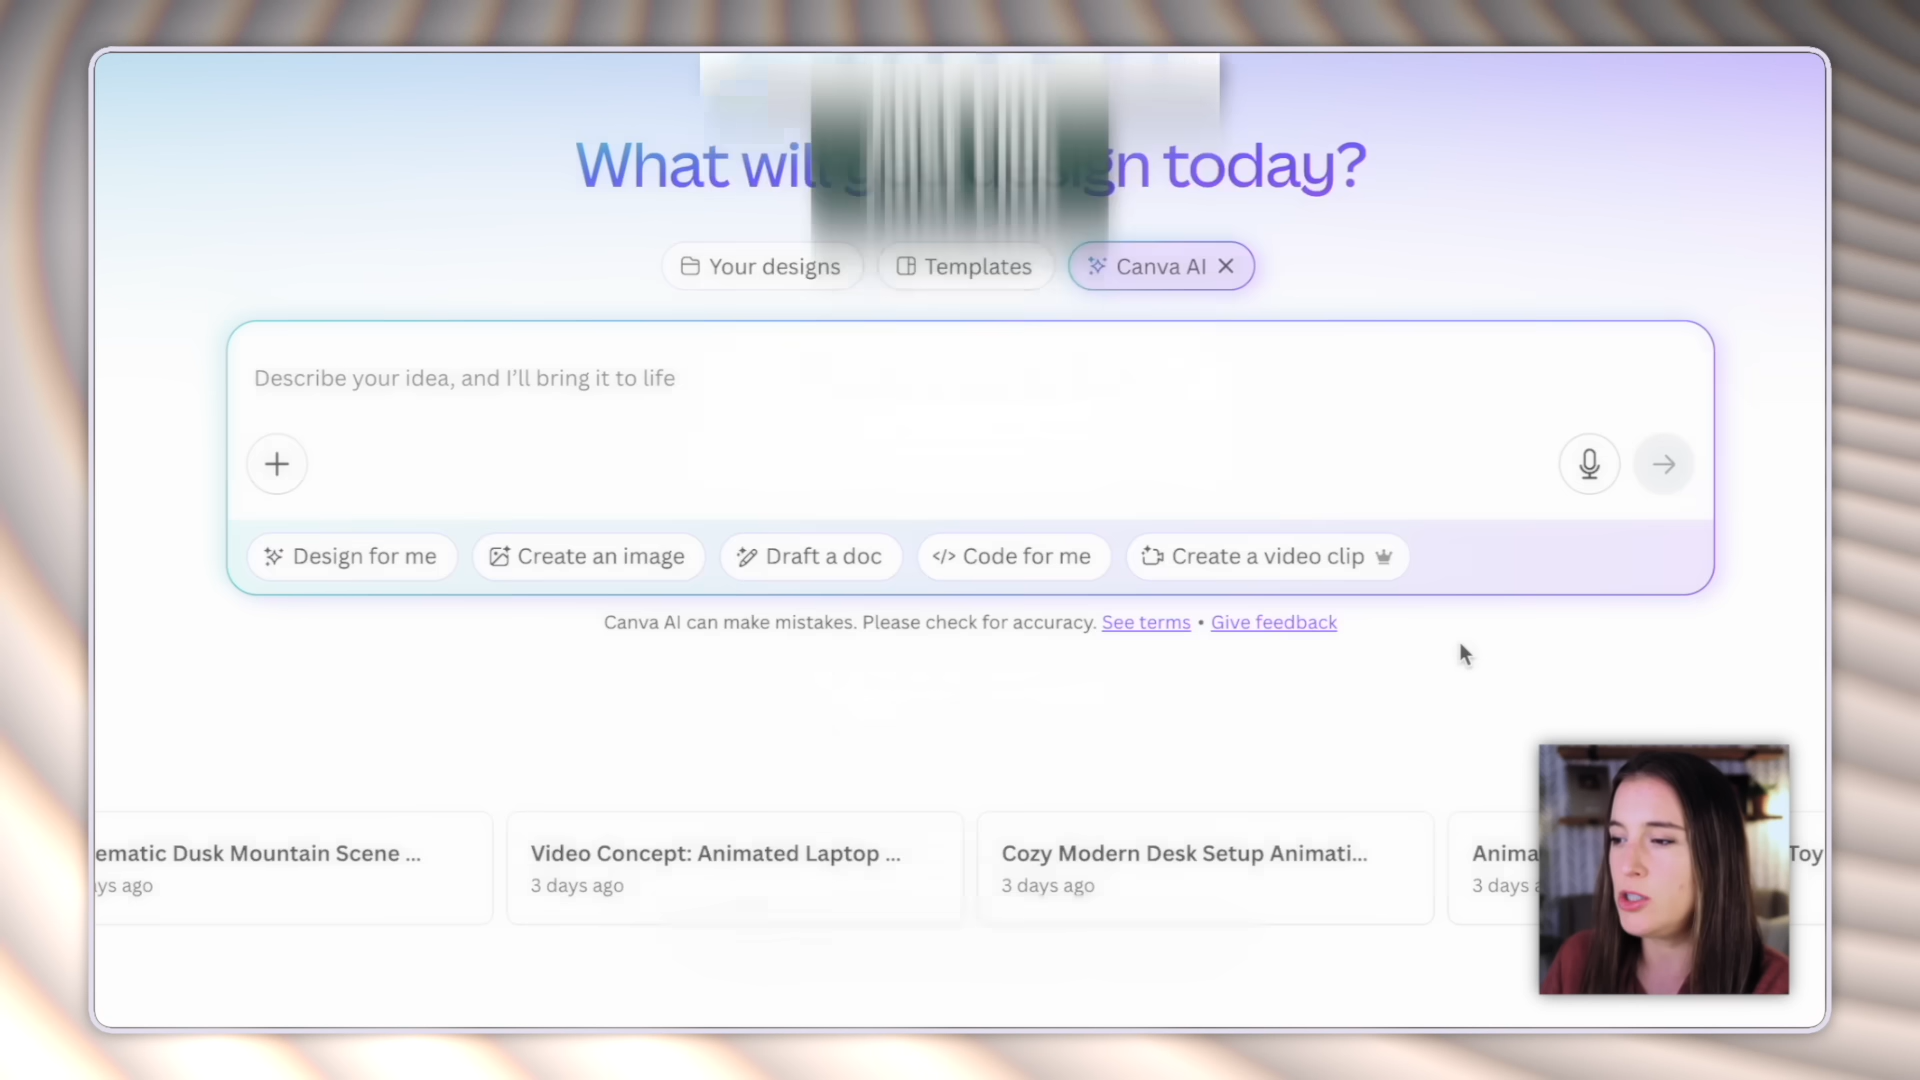 What will design today?
Your designs
Templates
Canva AI
Describe your idea, and I'll bring it to life
Design for me
Create an image
Draft a doc
</> Code for me
Create a video clip
Canva AI can make mistakes. Please check for accuracy. See terms • Give feedback
ematic Dusk Mountain Scene ...
ys ago
Video Concept: Animated Laptop ...
3 days ago
Cozy Modern Desk Setup Animati...
3 days ago
Anima
Toy
3 days